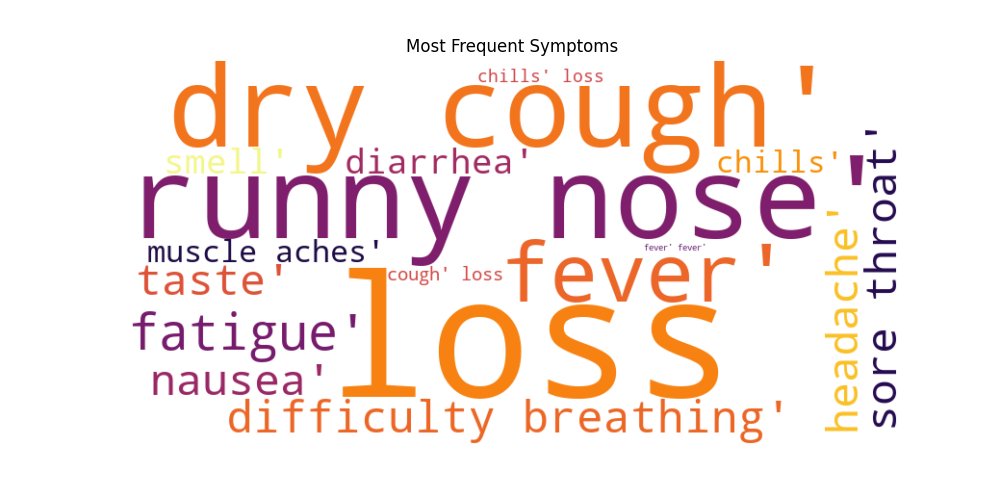 Most Frequent Symptoms
chills' loss
dry cough'
smell'
diarrhea'
chills'
runny nose'
muscle aches'
fever' fever'
taste'
cough' loss
fever'
loss
fatigue'
nausea'
difficulty breathing'
headache'
sore throat'